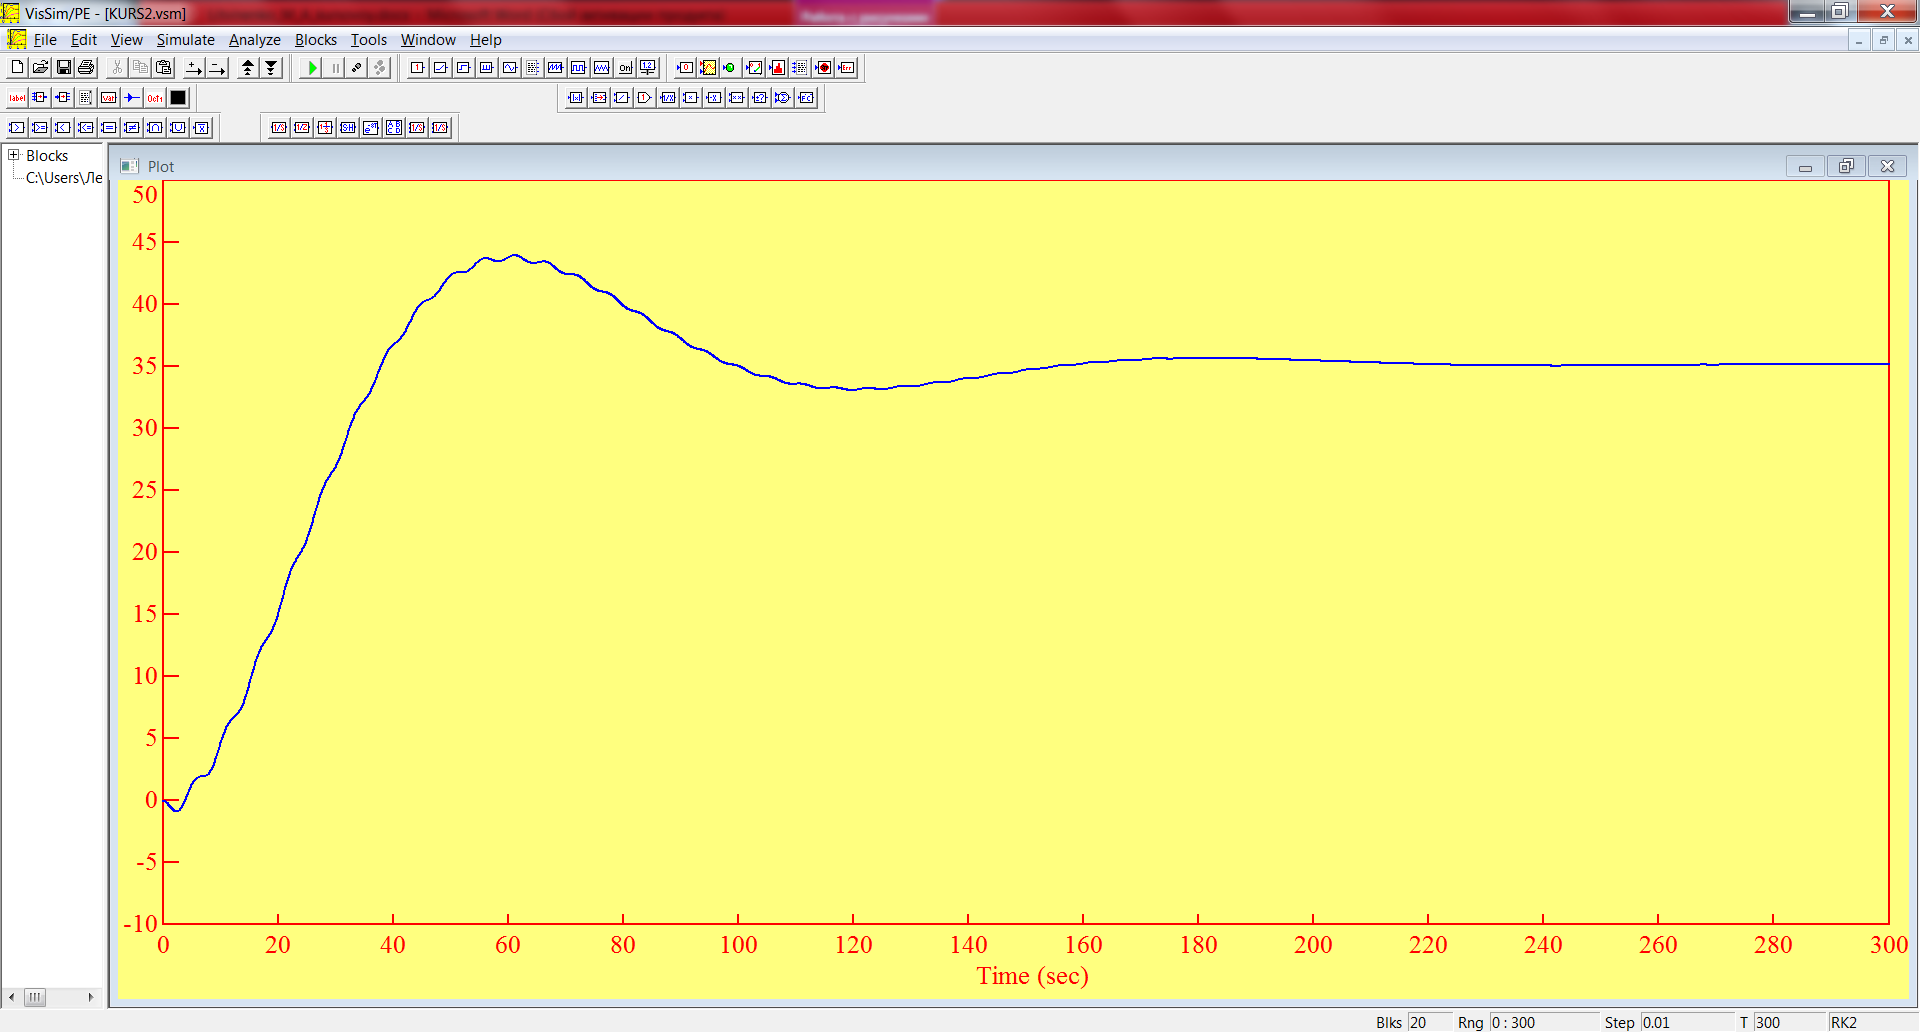 VisSim/PE - [KURS2.vsm]
File Edit View Simulate Analyze Blocks Tools Window Help
label var
Blocks
C:\Users\Ле
Plot
50
45
40
35
30
25
20
15
10
5
0
-5
-10
0 20 40 60 80 100 120 140 160 180 200 220 240 260 280 300
Time (sec)
Blks 20 Rng 0 : 300 Step 0.01 T 300 RK2